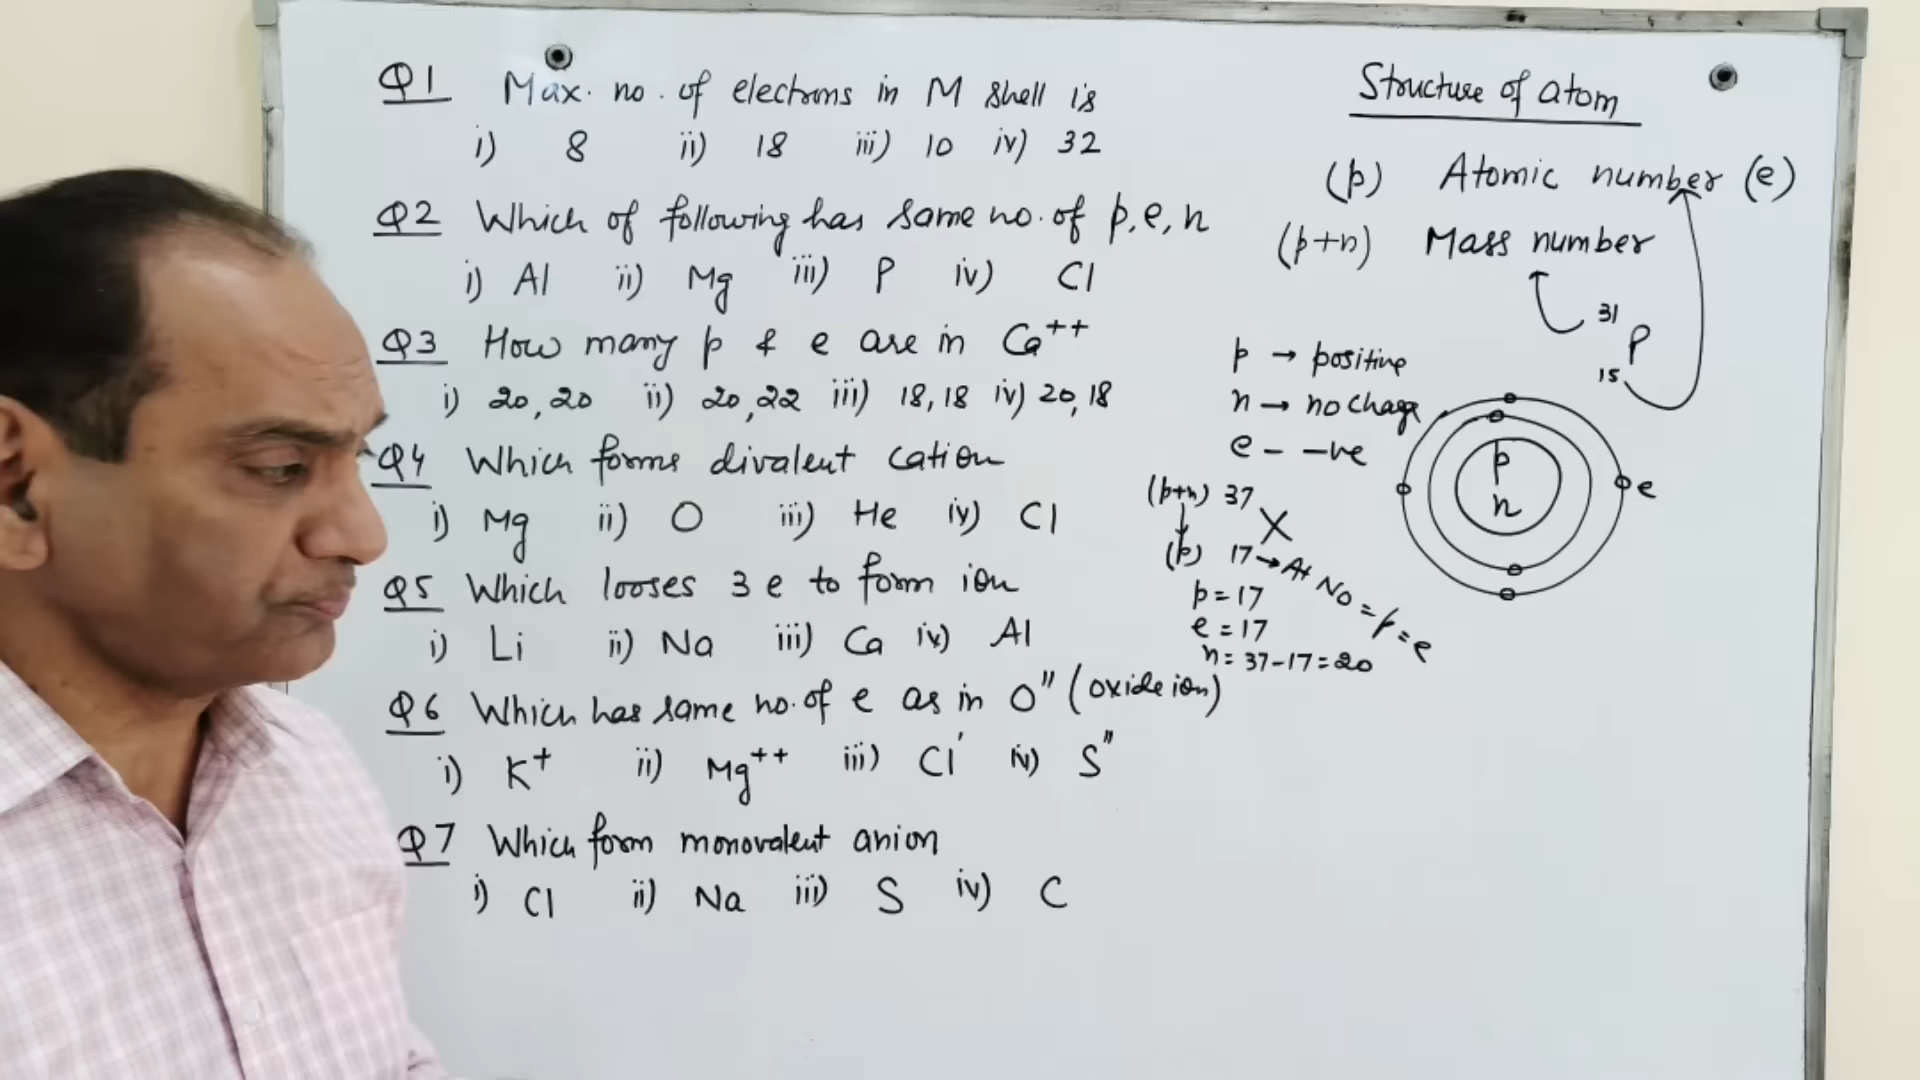 Q1 Max. no. of electrons in M shell is
i) 8 ii) 18 iii) 10 iv) 32
Q2 Which of following has same no. of p, e, n
i) Al ii) Mg iii) P iv) Cl
Q3 How many p & e are in Ca++
i) 20,20 ii) 20,22 iii) 18,18 iv) 20,18
Q4 Which forms divalent cation
i) Mg ii) O iii) He iv) Cl
Q5 Which looses 3 e to form ion
i) Li ii) Na iii) Ca iv) Al
Q6 Which has same no. of e as in O" (oxide ion)
i) K+ ii) Mg++ iii) Cl' iv) S"
Q7 Which form monovalent anion
i) Cl ii) Na iii) S iv) C
Structure of atom
(p) Atomic number (e)
(p+n) Mass number
31
P
15
p → positive
n → no charge
e - -ve
p
n
e
(p+n) 37
X
(p) 17 → At No = p = e
p = 17
e = 17
n = 37-17 = 20